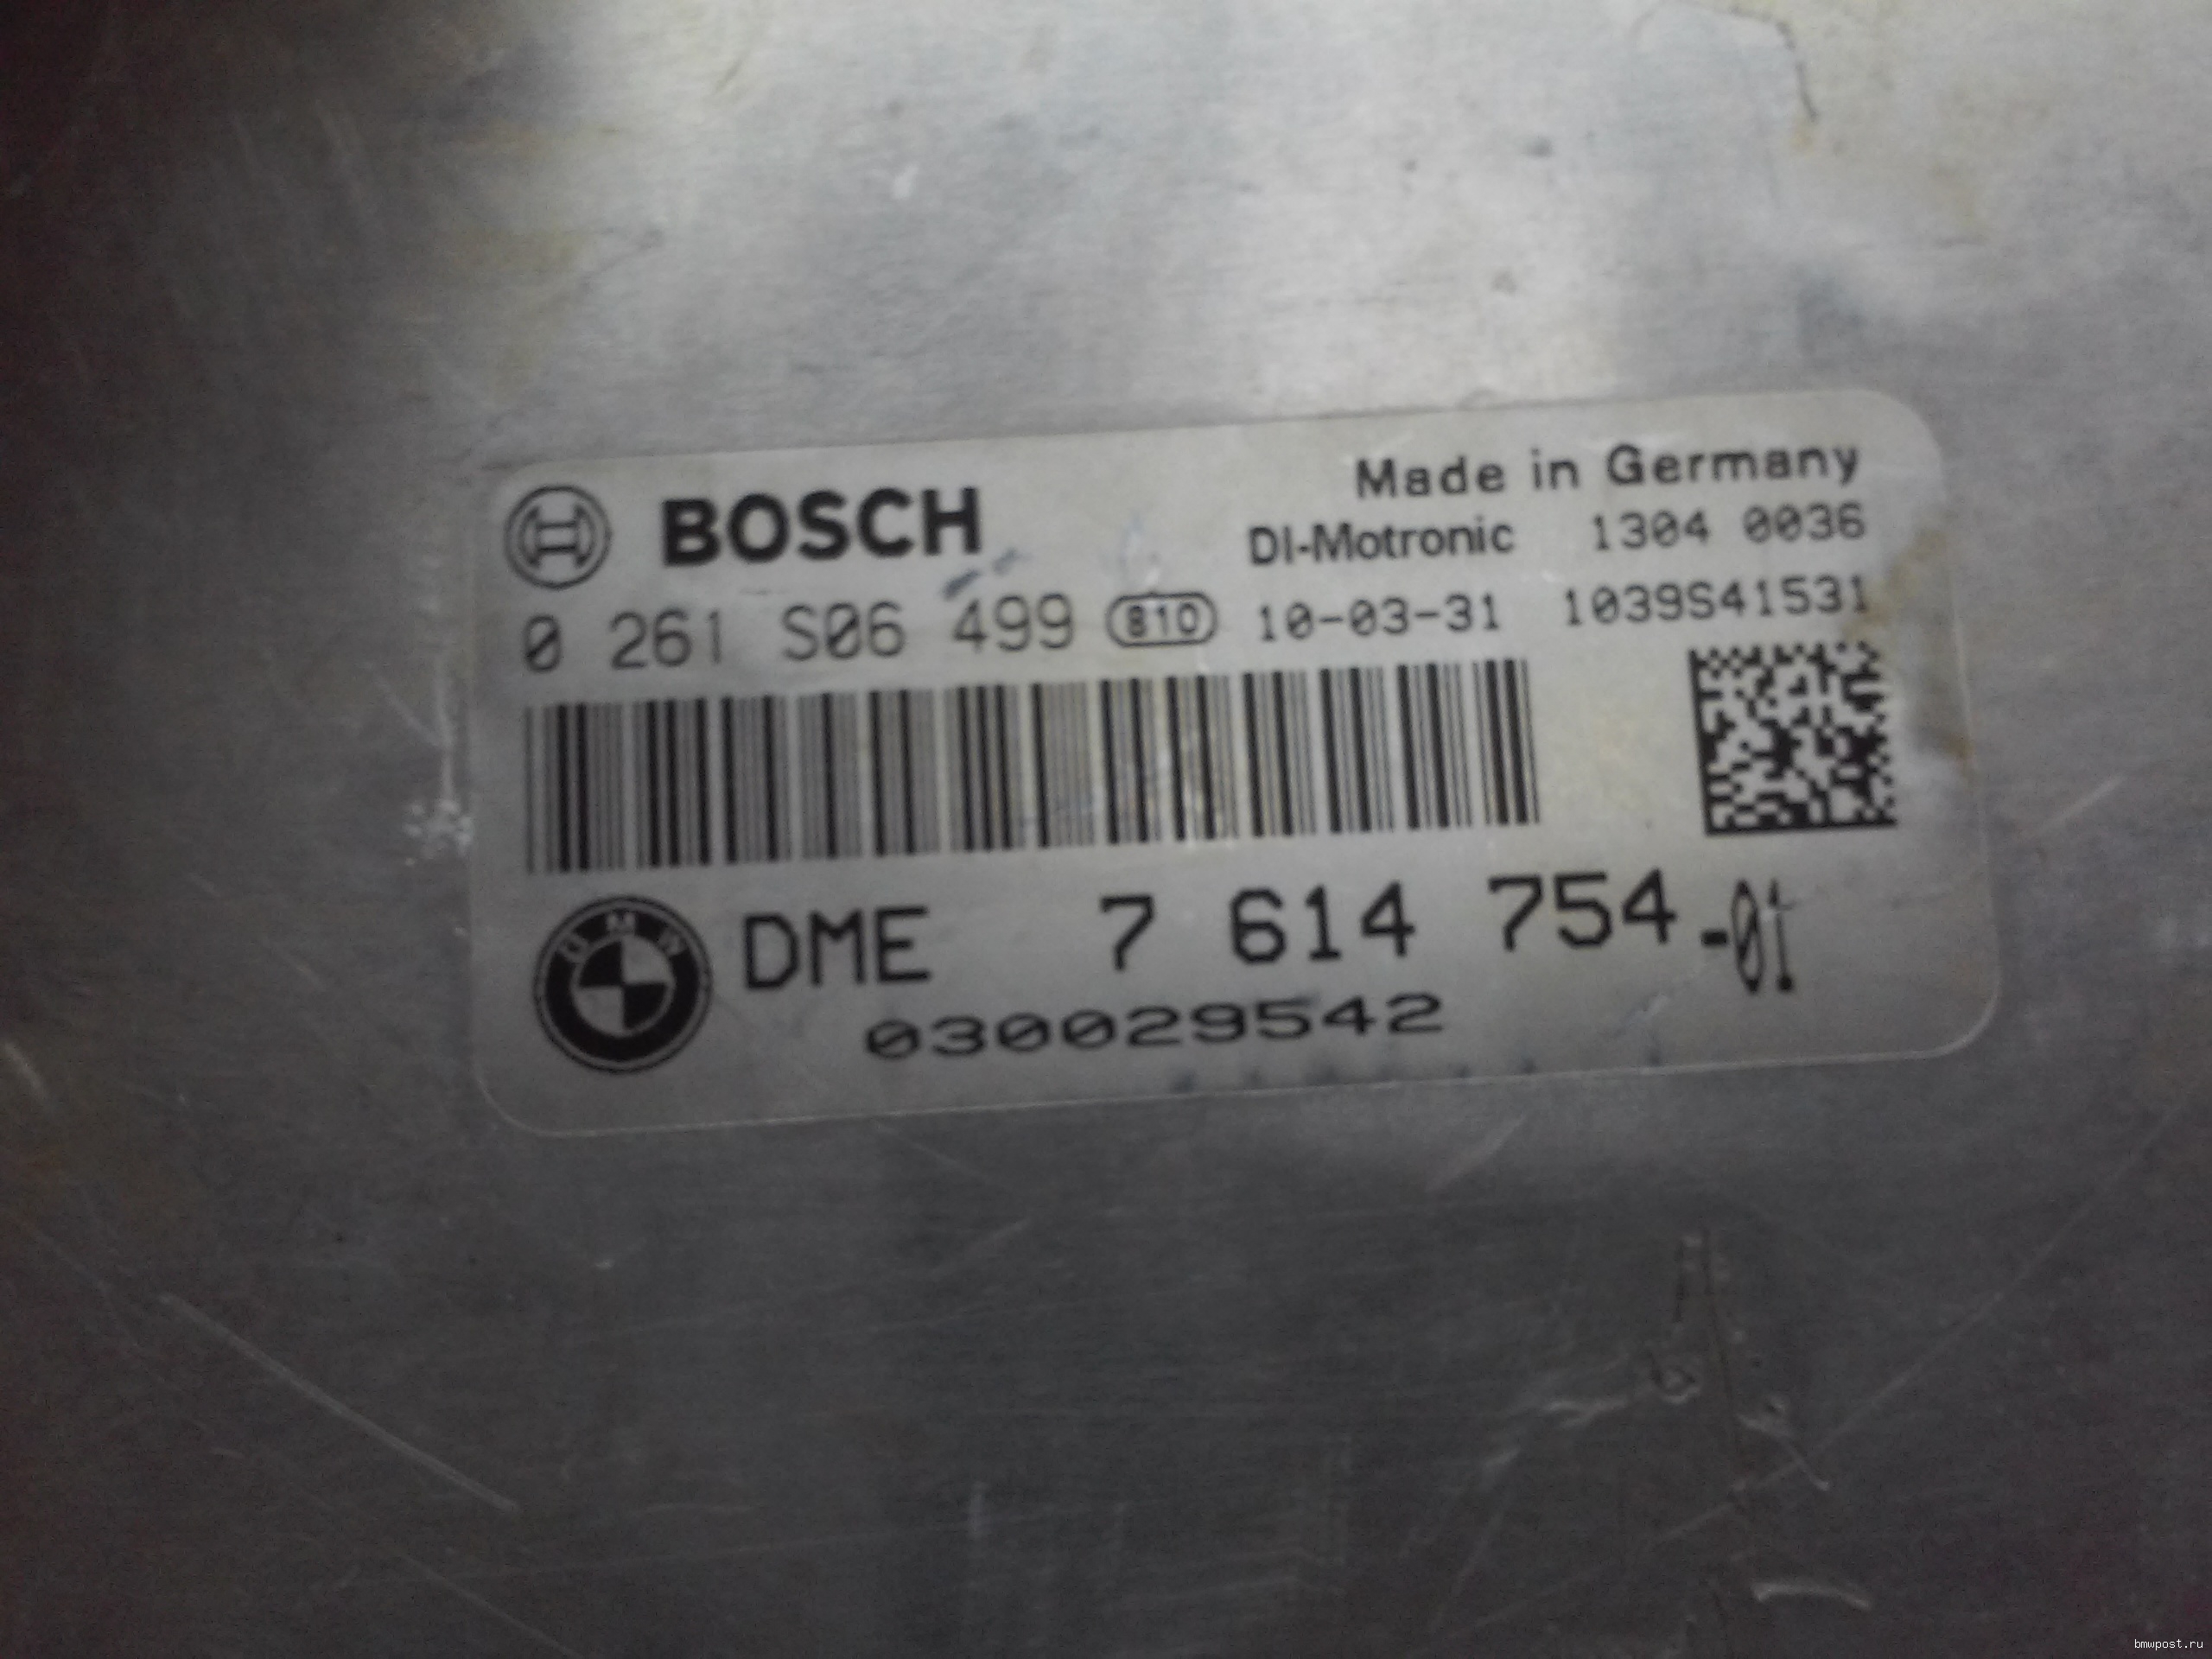 BOSCH
Made in Germany
DI-Motronic 1304 0036
0 261 S06 499 810 10-03-31 1039S41531
BMW
DME 7 614 754-01
030029542
bmwpost.ru